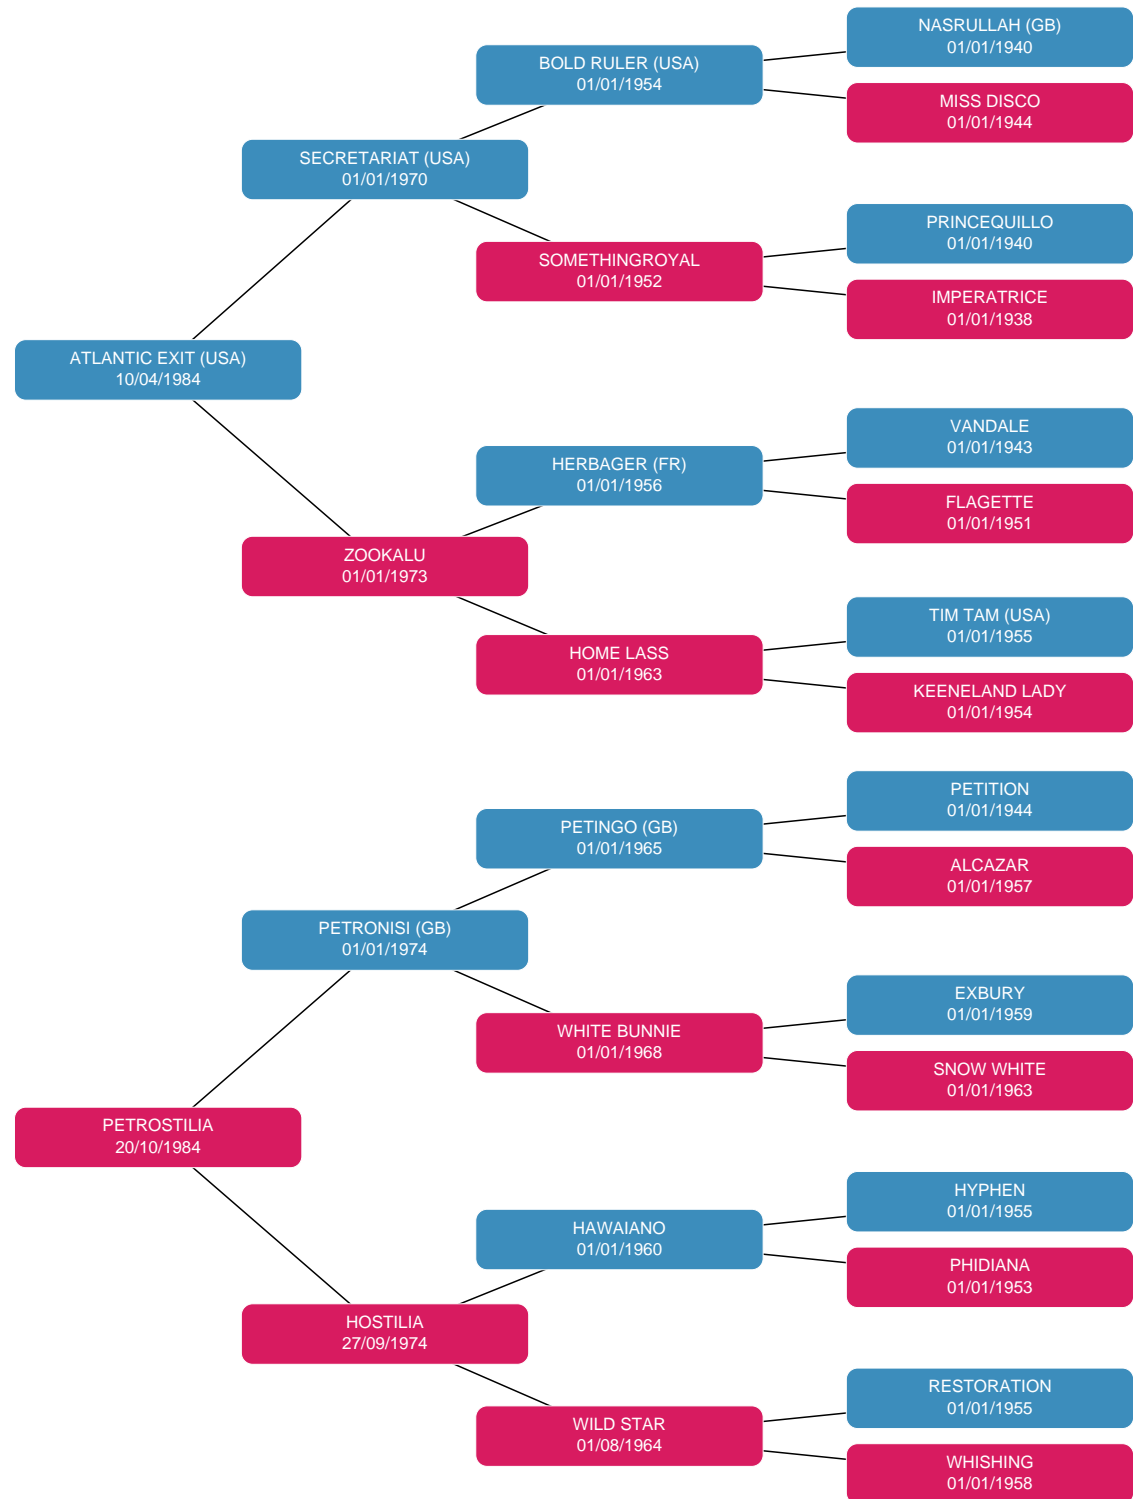 NASRULLAH (GB)
01/01/1940
BOLD RULER (USA)
01/01/1954
MISS DISCO
01/01/1944
SECRETARIAT (USA)
01/01/1970
PRINCEQUILLO
01/01/1940
SOMETHINGROYAL
01/01/1952
IMPERATRICE
01/01/1938
ATLANTIC EXIT (USA)
10/04/1984
VANDALE
01/01/1943
HERBAGER (FR)
01/01/1956
FLAGETTE
01/01/1951
ZOOKALU
01/01/1973
TIM TAM (USA)
01/01/1955
HOME LASS
01/01/1963
KEENELAND LADY
01/01/1954
PETITION
01/01/1944
PETINGO (GB)
01/01/1965
ALCAZAR
01/01/1957
PETRONISI (GB)
01/01/1974
EXBURY
01/01/1959
WHITE BUNNIE
01/01/1968
SNOW WHITE
01/01/1963
PETROSTILIA
20/10/1984
HYPHEN
01/01/1955
HAWAIANO
01/01/1960
PHIDIANA
01/01/1953
HOSTILIA
27/09/1974
RESTORATION
01/01/1955
WILD STAR
01/08/1964
WHISHING
01/01/1958